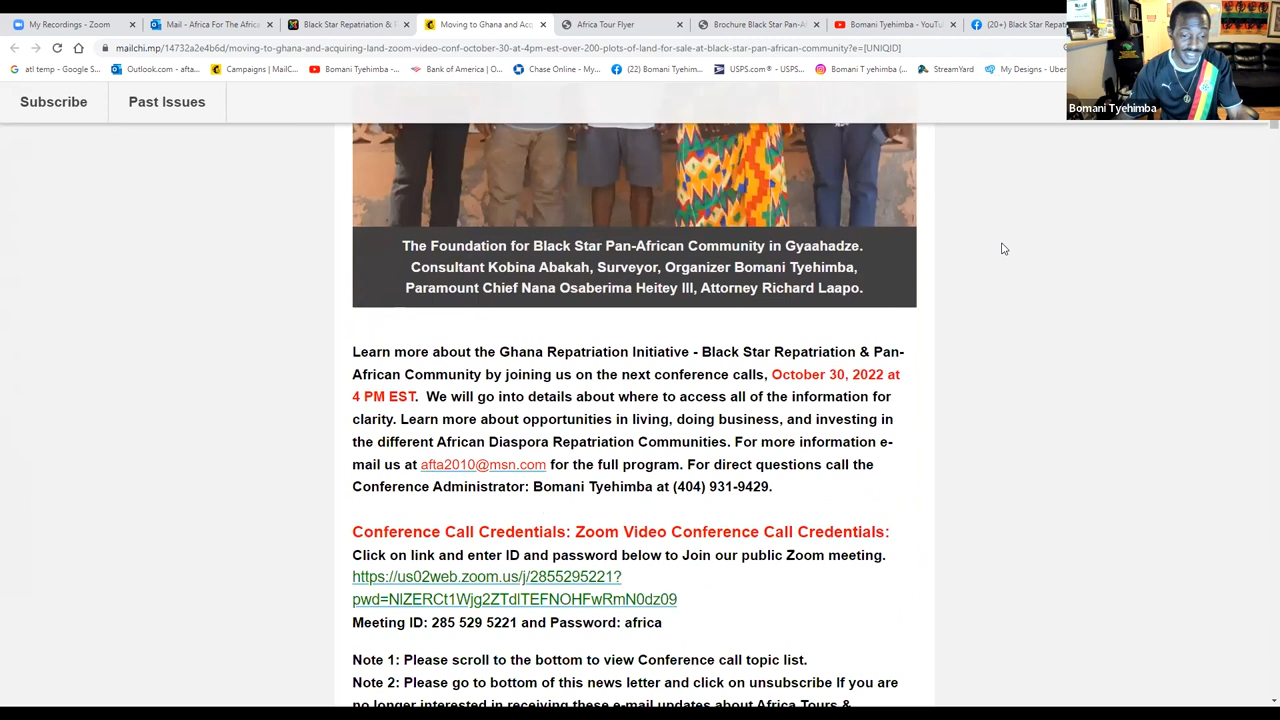 My Recordings - Zoom
Mail - Africa For The Africa
Black Star Repatriation &
Moving to Ghana and Acq
Africa Tour Flyer
Brochure Black Star Pan-A
Bomani Tyehimba - YouTu
(20+) Black Star Repat
mailchi.mp/14732a2e4b6d/moving-to-ghana-and-acquiring-land-zoom-video-conf-october-30-at-4pm-est-over-200-plots-of-land-for-sale-at-black-star-pan-african-community?e=[UNIQID]
atl temp - Google S...
Outlook.com - afta...
Campaigns | MailC...
Bomani Tyehimba -...
Bank of America | O...
Chase Online - My...
(22) Bomani Tyehim...
USPS.com® - USPS...
Bomani T yehimba (...
StreamYard
My Designs - Uber
Bomani Tyehimba
Subscribe
Past Issues
The Foundation for Black Star Pan-African Community in Gyaahadze.
Consultant Kobina Abakah, Surveyor, Organizer Bomani Tyehimba,
Paramount Chief Nana Osaberima Heitey III, Attorney Richard Laapo.
Learn more about the Ghana Repatriation Initiative - Black Star Repatriation & Pan-
African Community by joining us on the next conference calls, October 30, 2022 at
4 PM EST. We will go into details about where to access all of the information for
clarity. Learn more about opportunities in living, doing business, and investing in
the different African Diaspora Repatriation Communities. For more information e-
mail us at afta2010@msn.com for the full program. For direct questions call the
Conference Administrator: Bomani Tyehimba at (404) 931-9429.
Conference Call Credentials: Zoom Video Conference Call Credentials:
Click on link and enter ID and password below to Join our public Zoom meeting.
https://us02web.zoom.us/j/2855295221?
pwd=NlZERCt1Wjg2ZTdlTEFNOHFwRmN0dz09
Meeting ID: 285 529 5221 and Password: africa
Note 1: Please scroll to the bottom to view Conference call topic list.
Note 2: Please go to bottom of this news letter and click on unsubscribe If you are
no longer interested in receiving these e-mail updates about Africa Tours &